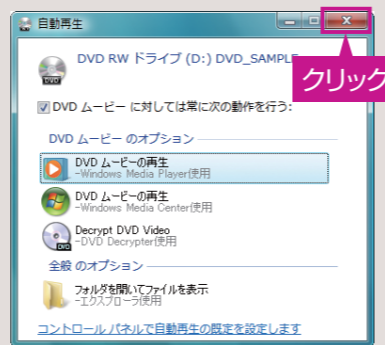 自動再生
DVD RW ドライブ (D:) DVD_SAMPLE
クリック
DVD ムービー に対しては常に次の動作を行う:
DVD ムービー のオプション
DVD ムービーの再生
-Windows Media Player使用
DVD ムービーの再生
-Windows Media Center使用
Decrypt DVD Video
-DVD Decrypter使用
全般 のオプション
フォルダを開いてファイルを表示
-エクスプローラ使用
コントロール パネルで自動再生の既定を設定します